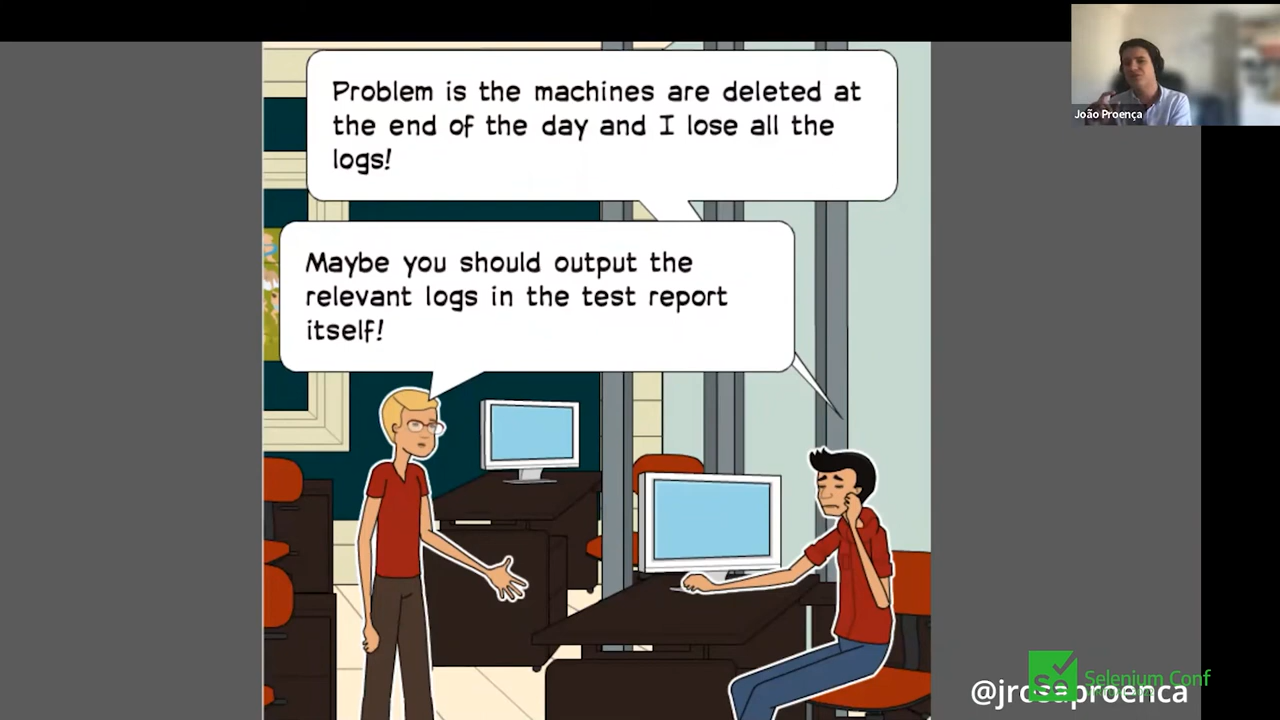 Problem is the machines are deleted at
the end of the day and I lose all the
logs!
João Proença
Maybe you should output the
relevant logs in the test report
itself!
Se
Selenium Conf
@jrosaproenca